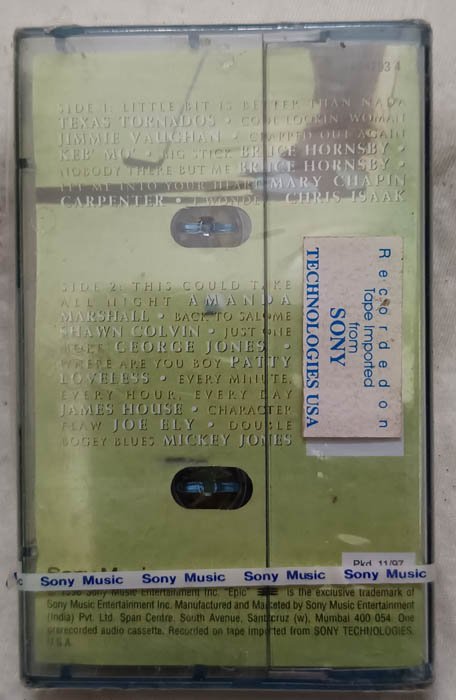 3 4
SIDE 1: LITTLE BIT IS BETTER THAN NADA
TEXAS TORNADOS • COOL LOOKIN' WOMAN
JIMMIE VAUGHAN • CRAPPED OUT AGAIN
KEB' MO' • BIG STICK BRUCE HORNSBY •
NOBODY THERE BUT ME BRUCE HORNSBY •
LET ME INTO YOUR HEART MARY CHAPIN
CARPENTER • I WONDER CHRIS ISAAK
SIDE 2: THIS COULD TAKE
ALL NIGHT AMANDA
MARSHALL • BACK TO SALOME
SHAWN COLVIN • JUST ONE
MORE GEORGE JONES •
WHERE ARE YOU BOY PATTY
LOVELESS • EVERY MINUTE,
EVERY HOUR, EVERY DAY
JAMES HOUSE • CHARACTER
FLAW JOE ELY • DOUBLE
BOGEY BLUES MICKEY JONES
Recorded on
Tape Imported
from
SONY
TECHNOLOGIES USA
Pkd. 11/97
Sony Music
Sony Music Sony Music Sony Music Sony Music
© 1996 Sony Music Entertainment Inc. "Epic" is the exclusive trademark of
Sony Music Entertainment Inc. Manufactured and Marketed by Sony Music Entertainment
(India) Pvt. Ltd. Span Centre. South Avenue, Santacruz (w), Mumbai 400 054. One
prerecorded audio cassette. Recorded on tape imported from SONY TECHNOLOGIES.
U.S.A.